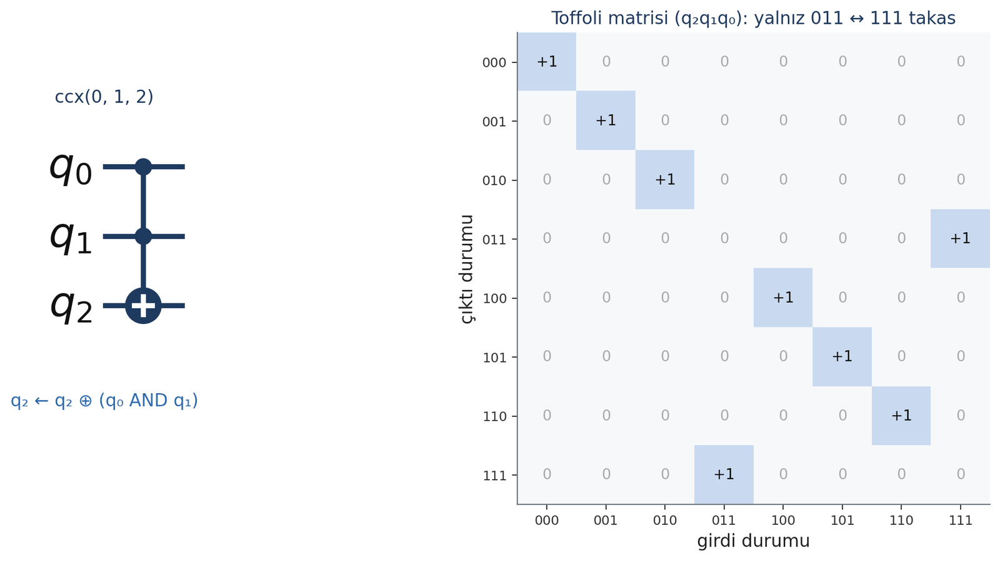 ccx(0, 1, 2)
q₀
q₁
q₂
q₂ ← q₂ ⊕ (q₀ AND q₁)
Toffoli matrisi (q₂q₁q₀): yalnız 011 ↔ 111 takas
çıktı durumu
000 +1 0 0 0 0 0 0 0
001 0 +1 0 0 0 0 0 0
010 0 0 +1 0 0 0 0 0
011 0 0 0 0 0 0 0 +1
100 0 0 0 0 +1 0 0 0
101 0 0 0 0 0 +1 0 0
110 0 0 0 0 0 0 +1 0
111 0 0 0 +1 0 0 0 0
000 001 010 011 100 101 110 111
girdi durumu